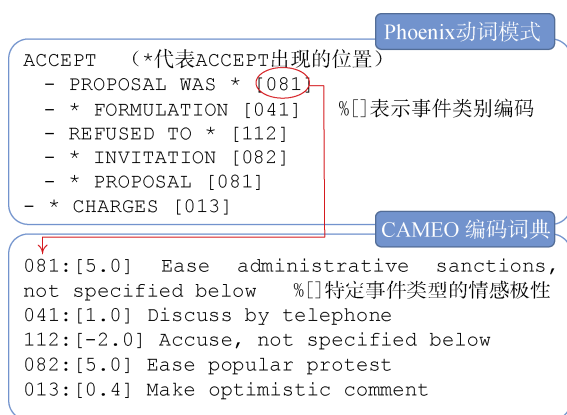 Phoenix动词模式
ACCEPT （*代表ACCEPT出现的位置）
- PROPOSAL WAS * [081]
- * FORMULATION [041] %[]表示事件类别编码
- REFUSED TO * [112]
- * INVITATION [082]
- * PROPOSAL [081]
- * CHARGES [013]
CAMEO 编码词典
081:[5.0] Ease administrative sanctions,
not specified below %[]特定事件类型的情感极性
041:[1.0] Discuss by telephone
112:[-2.0] Accuse, not specified below
082:[5.0] Ease popular protest
013:[0.4] Make optimistic comment